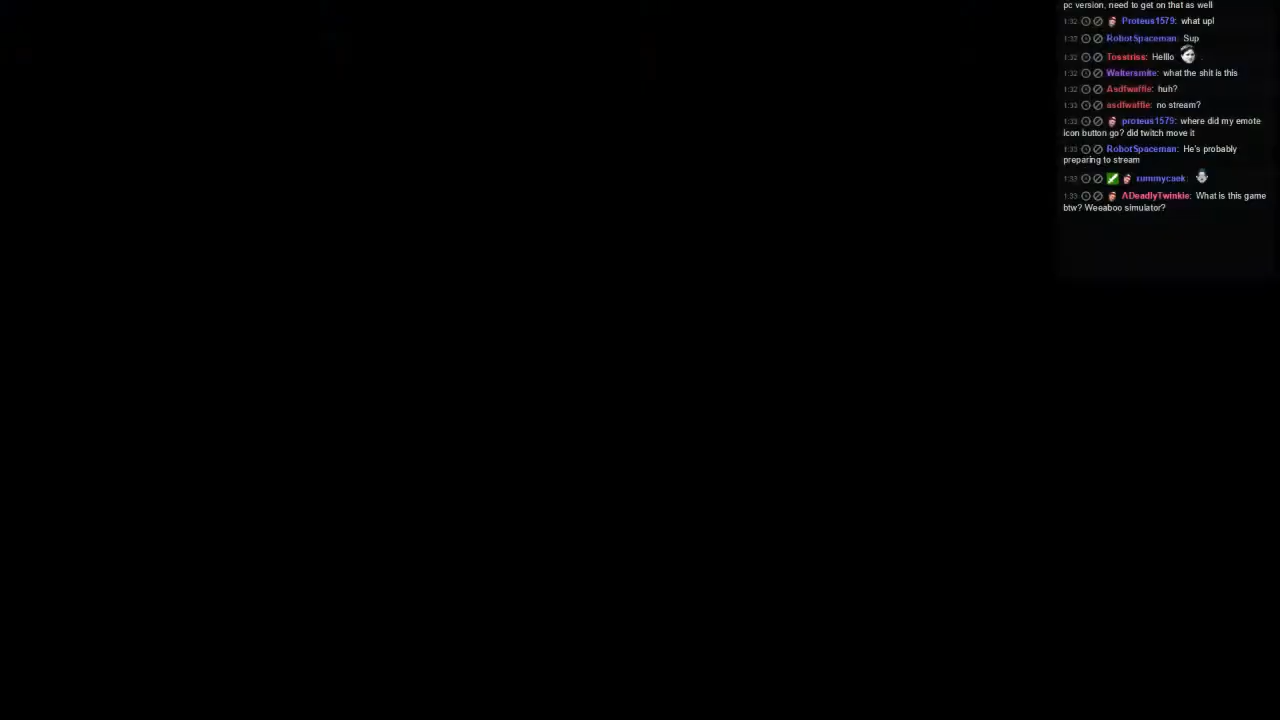 pc version, need to get on that as well
1:32 Proteus1579: what up!
1:32 RobotSpaceman: Sup
1:32 Tosstriss: Helllo
1:32 Waltersmite: what the shit is this
1:32 Asdfwaffle: huh?
1:33 asdfwaffle: no stream?
1:33 proteus1579: where did my emote
icon button go? did twitch move it
1:33 RobotSpaceman: He's probably
preparing to stream
1:33 xummycaek:
1:33 ADeadlyTwinkie: What is this game
btw? Weeaboo simulator?